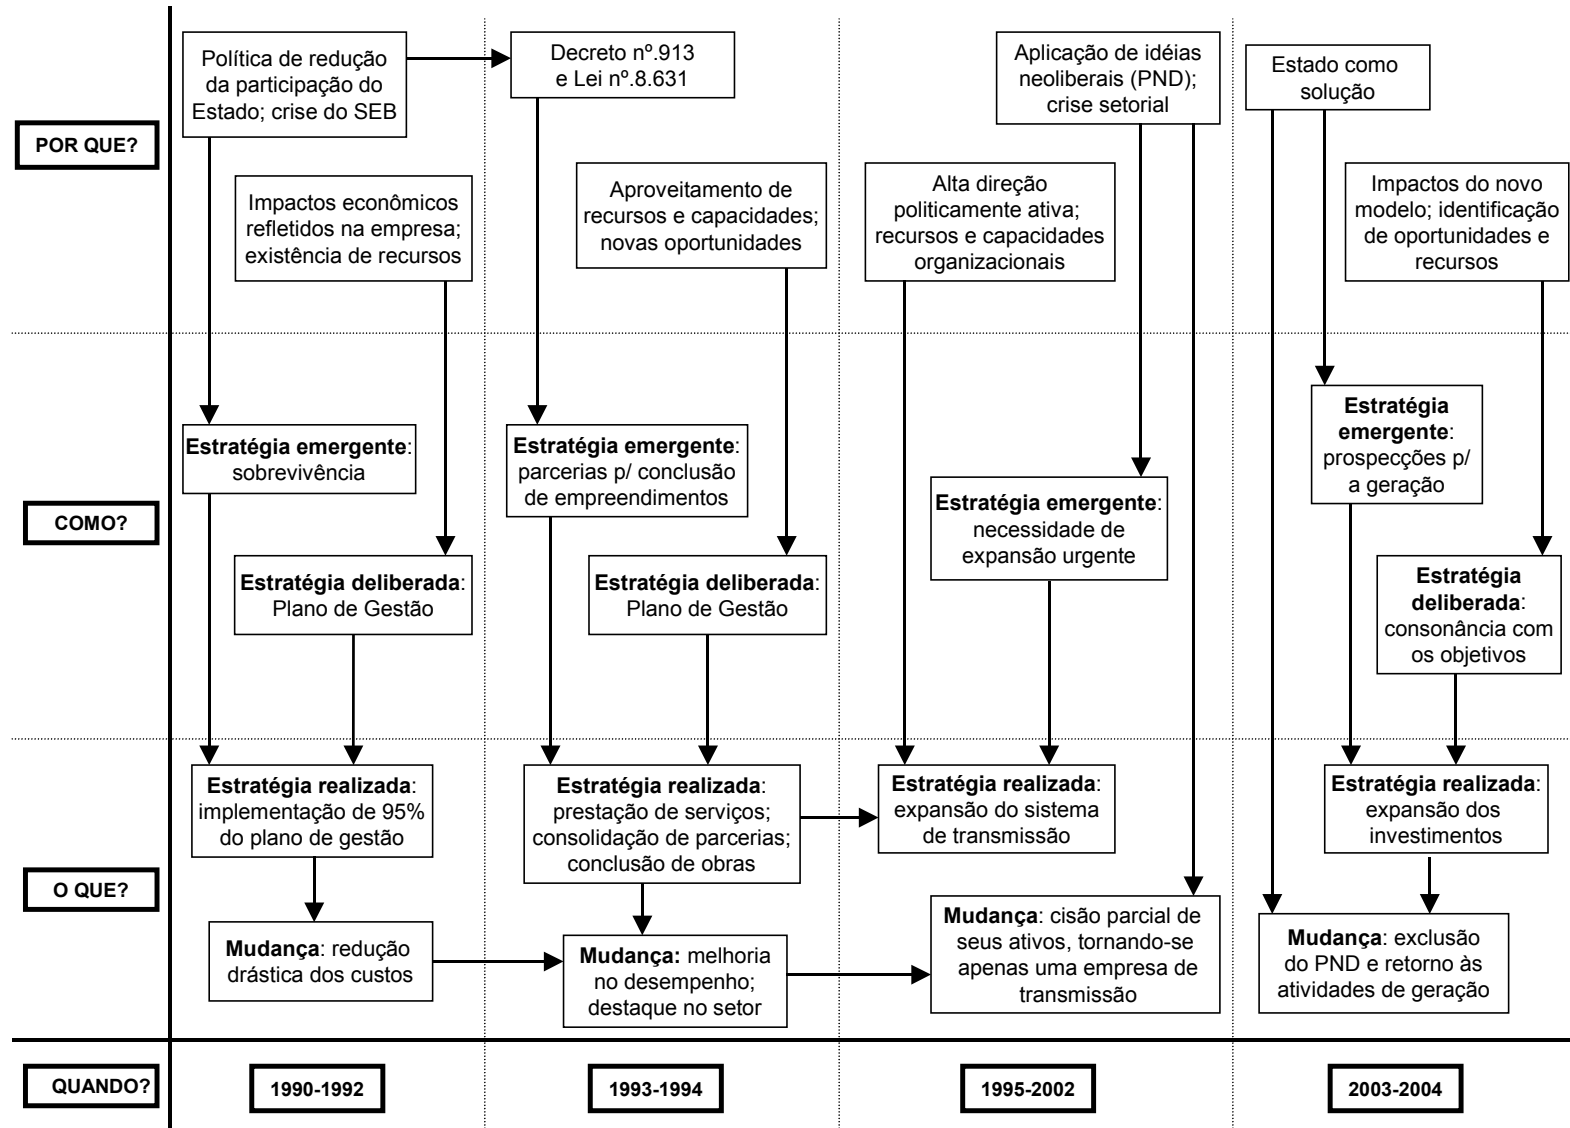 Política de redução
da participação do
Estado; crise do SEB
Decreto nº.913
e Lei nº.8.631
Aplicação de idéias
neoliberais (PND);
crise setorial
Estado como
solução
POR QUE?
Impactos econômicos
refletidos na empresa;
existência de recursos
Aproveitamento de
recursos e capacidades;
novas oportunidades
Alta direção
politicamente ativa;
recursos e capacidades
organizacionais
Impactos do novo
modelo; identificação
de oportunidades e
recursos
COMO?
Estratégia emergente:
sobrevivência
Estratégia emergente:
parcerias p/ conclusão
de empreendimentos
Estratégia emergente:
necessidade de
expansão urgente
Estratégia
emergente:
prospecções p/
a geração
Estratégia deliberada:
Plano de Gestão
Estratégia deliberada:
Plano de Gestão
Estratégia
deliberada:
consonância com
os objetivos
O QUE?
Estratégia realizada:
implementação de 95%
do plano de gestão
Estratégia realizada:
prestação de serviços;
consolidação de parcerias;
conclusão de obras
Estratégia realizada:
expansão do sistema
de transmissão
Estratégia realizada:
expansão dos
investimentos
Mudança: redução
drástica dos custos
Mudança: melhoria
no desempenho;
destaque no setor
Mudança: cisão parcial de
seus ativos, tornando-se
apenas uma empresa de
transmissão
Mudança: exclusão
do PND e retorno às
atividades de geração
QUANDO?
1990-1992
1993-1994
1995-2002
2003-2004